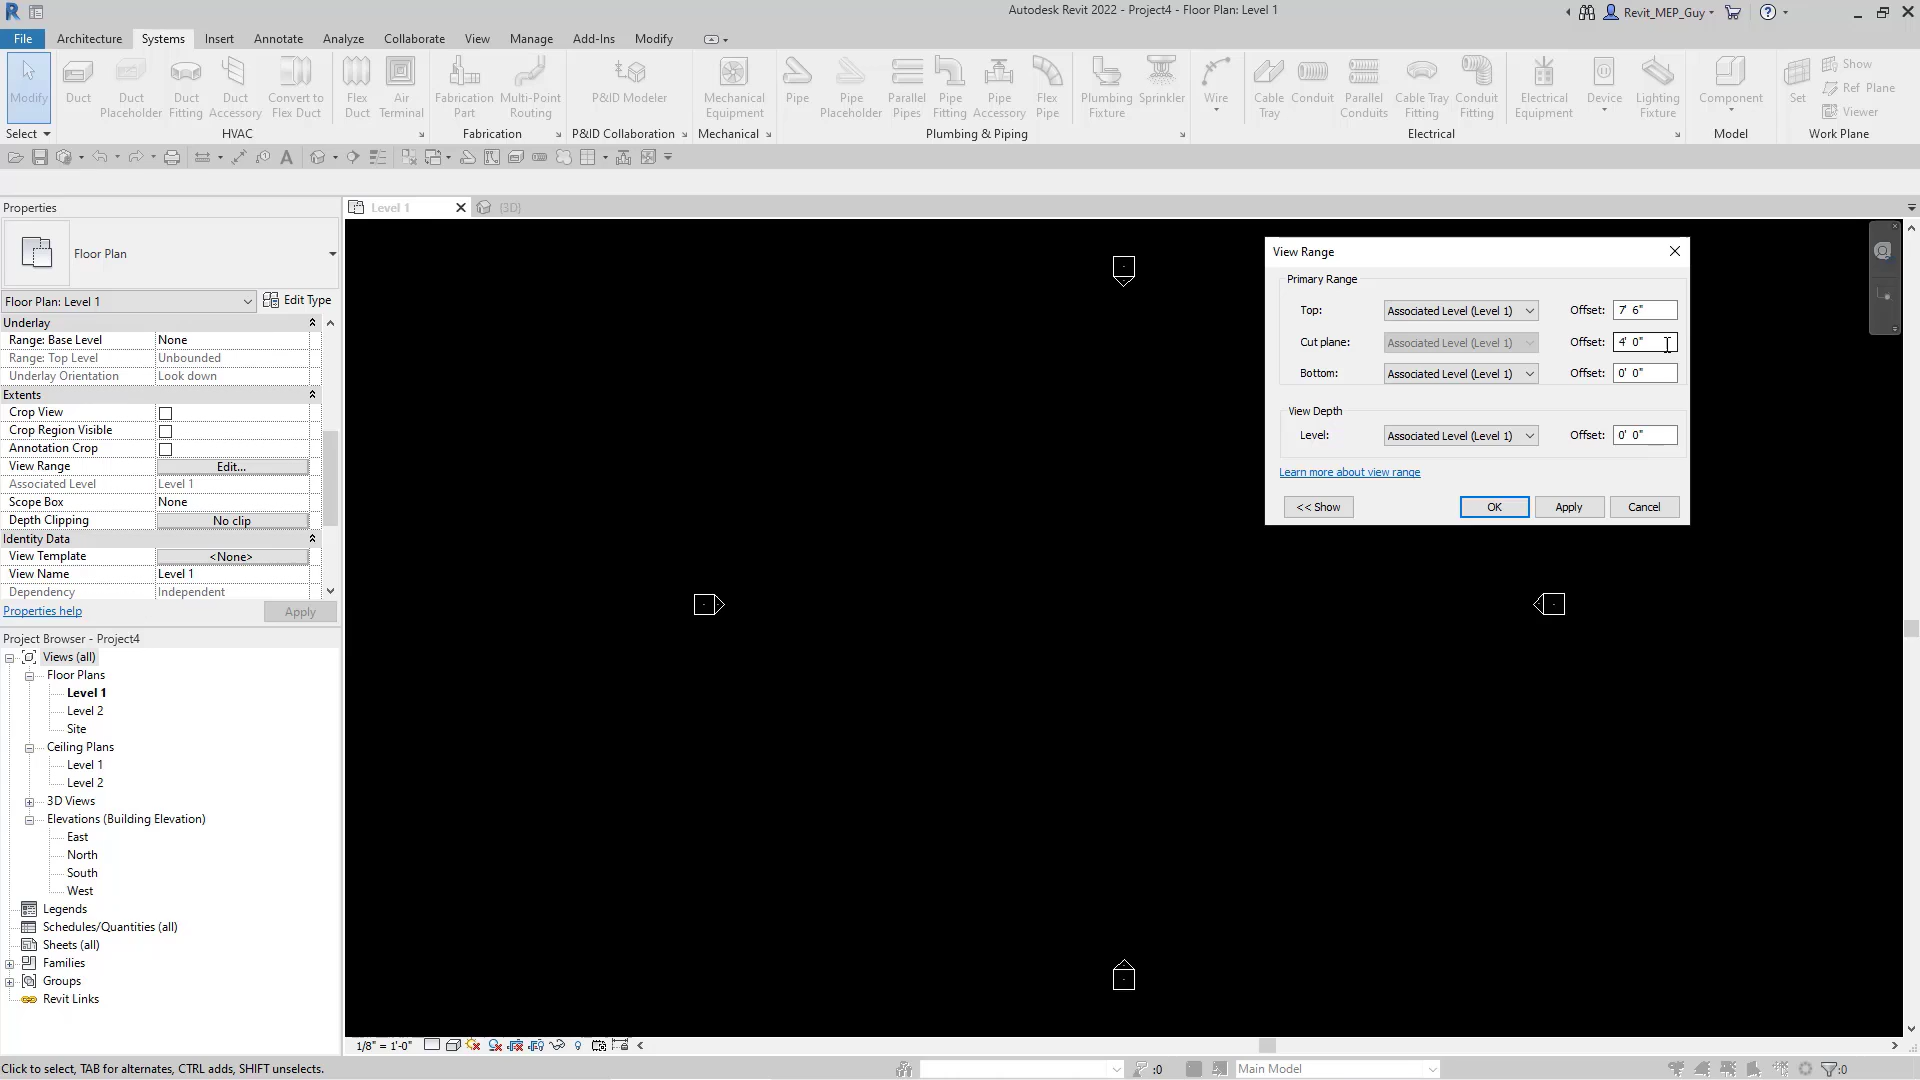 Autodesk Revit 2022 - Project4 - Floor Plan: Level 1
Revit_MEP_Guy
File Architecture Systems Insert Annotate Analyze Collaborate View Manage Add-Ins Modify
Modify
Duct
Duct Placeholder
Duct Fitting
Duct Accessory
Convert to Flex Duct
Flex Duct
Air Terminal
Fabrication Part
Multi-Point Routing
P&ID Modeler
Mechanical Equipment
Pipe
Pipe Placeholder
Parallel Pipes
Pipe Fitting
Pipe Accessory
Flex Pipe
Plumbing Fixture
Sprinkler
Wire
Cable Tray
Conduit
Parallel Conduits
Cable Tray Fitting
Conduit Fitting
Electrical Equipment
Device
Lighting Fixture
Component
Set
Show
Ref Plane
Viewer
Select HVAC Fabrication P&ID Collaboration Mechanical Plumbing & Piping Electrical Model Work Plane
Properties
Level 1 {3D}
Floor Plan
Floor Plan: Level 1 Edit Type
Underlay
Range: Base Level None
Range: Top Level Unbounded
Underlay Orientation Look down
Extents
Crop View
Crop Region Visible
Annotation Crop
View Range Edit...
Associated Level Level 1
Scope Box None
Depth Clipping No clip
Identity Data
View Template <None>
View Name Level 1
Dependency Independent
Properties help Apply
Project Browser - Project4
Views (all)
Floor Plans
Level 1
Level 2
Site
Ceiling Plans
Level 1
Level 2
3D Views
Elevations (Building Elevation)
East
North
South
West
Legends
Schedules/Quantities (all)
Sheets (all)
Families
Groups
Revit Links
View Range
Primary Range
Top: Associated Level (Level 1) Offset: 7' 6"
Cut plane: Associated Level (Level 1) Offset: 4' 0"
Bottom: Associated Level (Level 1) Offset: 0' 0"
View Depth
Level: Associated Level (Level 1) Offset: 0' 0"
Learn more about view range
<< Show OK Apply Cancel
1/8" = 1'-0"
Click to select, TAB for alternates, CTRL adds, SHIFT unselects.
:0
Main Model
:0